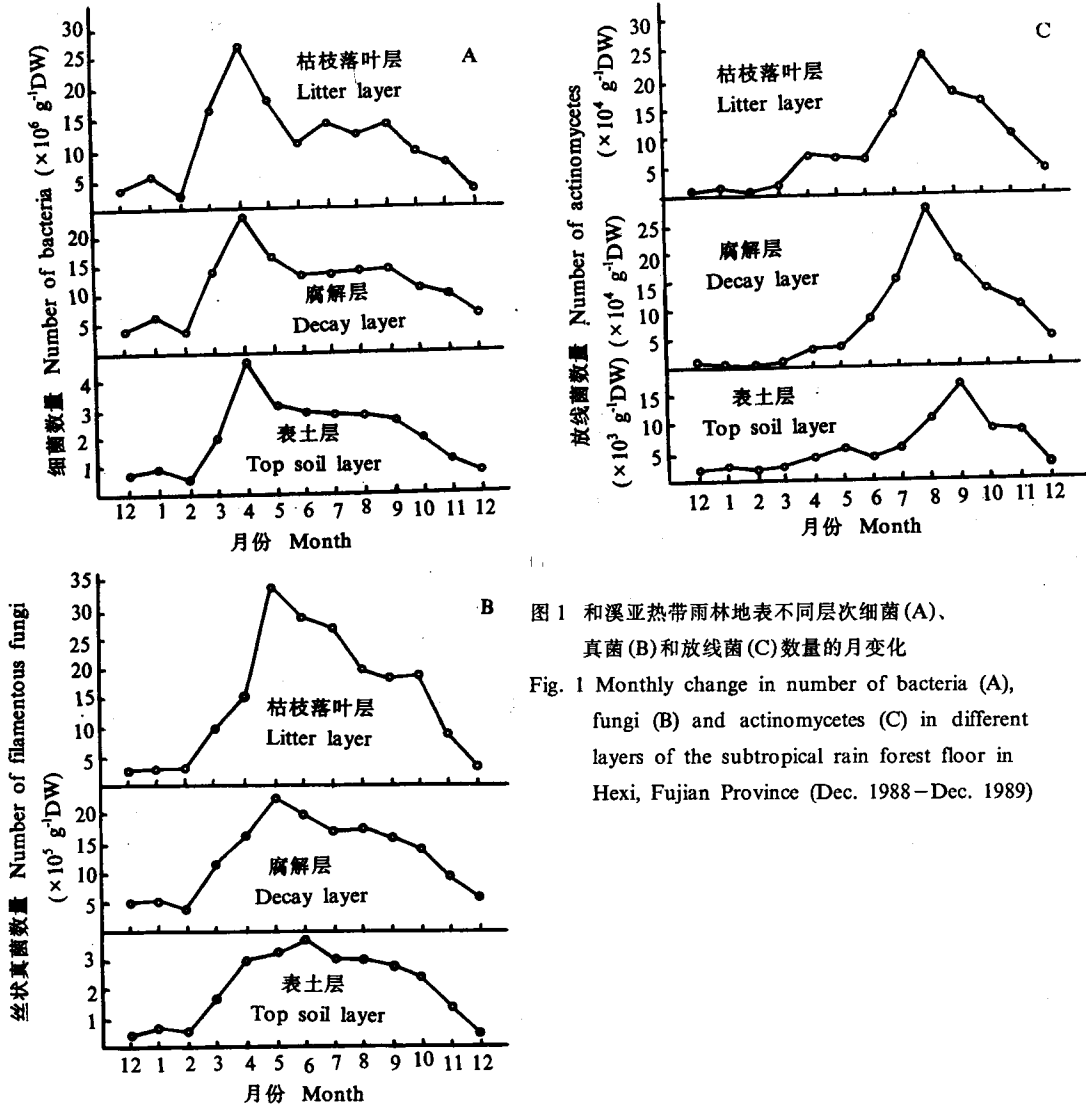 细菌数量 Number of bacteria (×10⁶ g⁻¹DW)
A
30
25
20
15
10
5
枯枝落叶层
Litter layer
20
15
10
5
腐解层
Decay layer
4
3
2
1
表土层
Top soil layer
12 1 2 3 4 5 6 7 8 9 10 11 12
月份 Month
放线菌数量 Number of actinomycetes
(×10³ g⁻¹DW) (×10⁴ g⁻¹DW) (×10⁴ g⁻¹DW)
C
30
25
20
15
10
5
枯枝落叶层
Litter layer
25
20
15
10
5
腐解层
Decay layer
15
10
5
表土层
Top soil layer
12 1 2 3 4 5 6 7 8 9 10 11 12
月份 Month
丝状真菌数量 Number of filamentous fungi
(×10⁵ g⁻¹DW)
B
35
30
25
20
15
10
5
枯枝落叶层
Litter layer
20
15
10
5
腐解层
Decay layer
3
2
1
表土层
Top soil layer
12 1 2 3 4 5 6 7 8 9 10 11 12
月份 Month
图 1 和溪亚热带雨林地表不同层次细菌(A)、
真菌(B)和放线菌(C)数量的月变化
Fig. 1 Monthly change in number of bacteria (A),
fungi (B) and actinomycetes (C) in different
layers of the subtropical rain forest floor in
Hexi, Fujian Province (Dec. 1988−Dec. 1989)